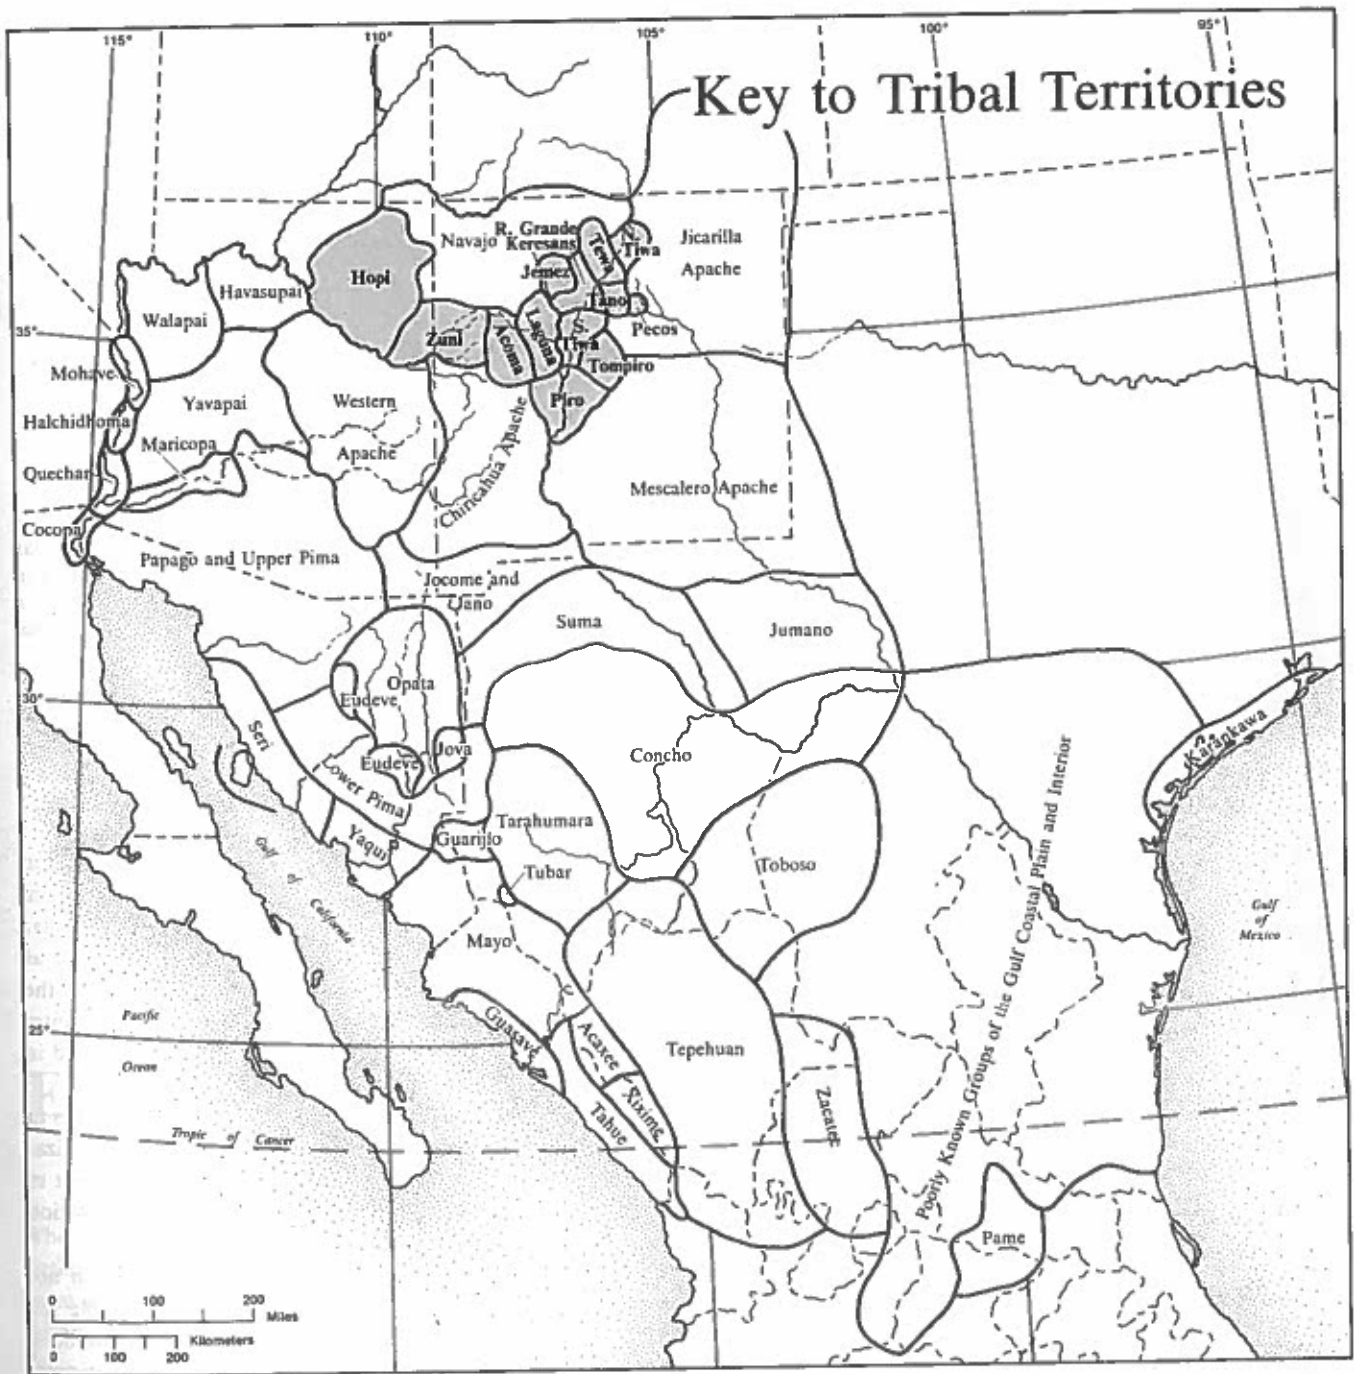 115°
110°
105°
100°
95°
Key to Tribal Territories
R. Grande
Keresans
Navajo
Tewa
N.
Tiwa
Jicarilla
Apache
Hopi
Jemez
Havasupai
Tano
Walapai
Pecos
35°
Zuni
Acoma
Laguna
S.
Tiwa
Tompiro
Mohave
Piro
Yavapai
Western
Apache
Halchidhoma
Maricopa
Chiricahua Apache
Quechan
Mescalero Apache
Cocopa
Papago and Upper Pima
Jocome and
Jano
Suma
Jumano
Opata
Eudeve
30°
Seri
Jova
Eudeve
Concho
Karankawa
Lower Pima
Tarahumara
Guarijío
Yaqui
Tubar
Toboso
Gulf
of
California
Gulf
of
Mexico
Mayo
Poorly Known Groups of the Gulf Coastal Plain and Interior
Pacific
Ocean
25°
Guasave
Acaxee
Tepehuan
Xixime
Tahue
Zacatec
Tropic of Cancer
Pame
0 100 200
Miles
Kilometers
0 100 200
the